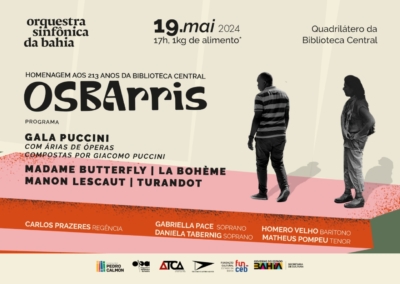 orquestra
sinfônica
da bahia
19.mai 2024
17h, 1kg de alimento*
Quadrilátero da
Biblioteca Central
HOMENAGEM AOS 213 ANOS DA BIBLIOTECA CENTRAL
OSBArris
PROGRAMA
GALA PUCCINI
COM ÁRIAS DE ÓPERAS
COMPOSTAS POR GIACOMO PUCCINI
MADAME BUTTERFLY | LA BOHÈME
MANON LESCAUT | TURANDOT
CARLOS PRAZERES REGÊNCIA
GABRIELLA PACE SOPRANO
DANIELA TABERNIG SOPRANO
HOMERO VELHO BARÍTONO
MATHEUS POMPEU TENOR
PEDRO
CALMON
ATCA
funceb
BAHIA